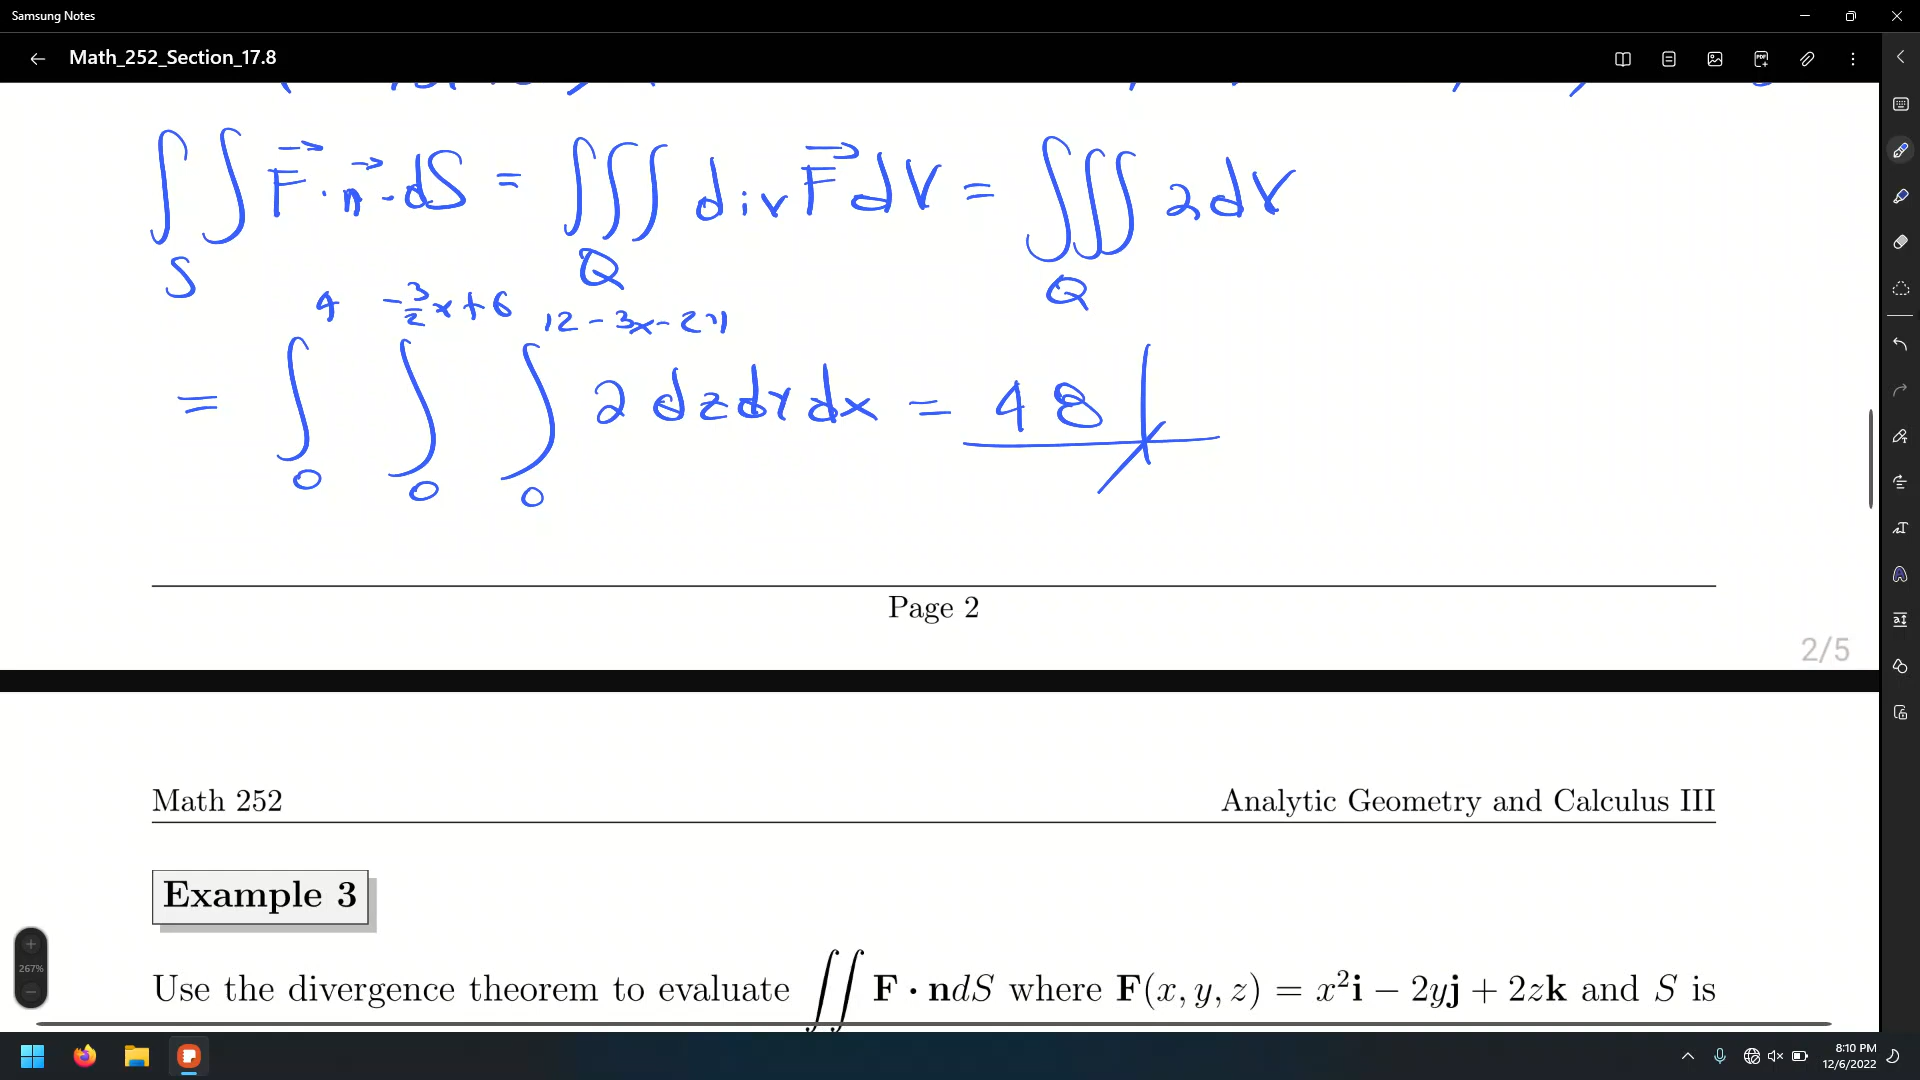 Samsung Notes
Math_252_Section_17.8
∫∫_S F⃗ · n⃗ · dS = ∫∫∫_Q div F⃗ dV = ∫∫∫_Q 2dV
= ∫_0^4 ∫_0^{-3/2 x + 6} ∫_0^{12 - 3x - 2y} 2 dz dy dx = 48
Page 2
2/5
Math 252 Analytic Geometry and Calculus III
Example 3
267%
Use the divergence theorem to evaluate ∬ F · ndS where F(x, y, z) = x²i − 2yj + 2zk and S is
8:10 PM
12/6/2022